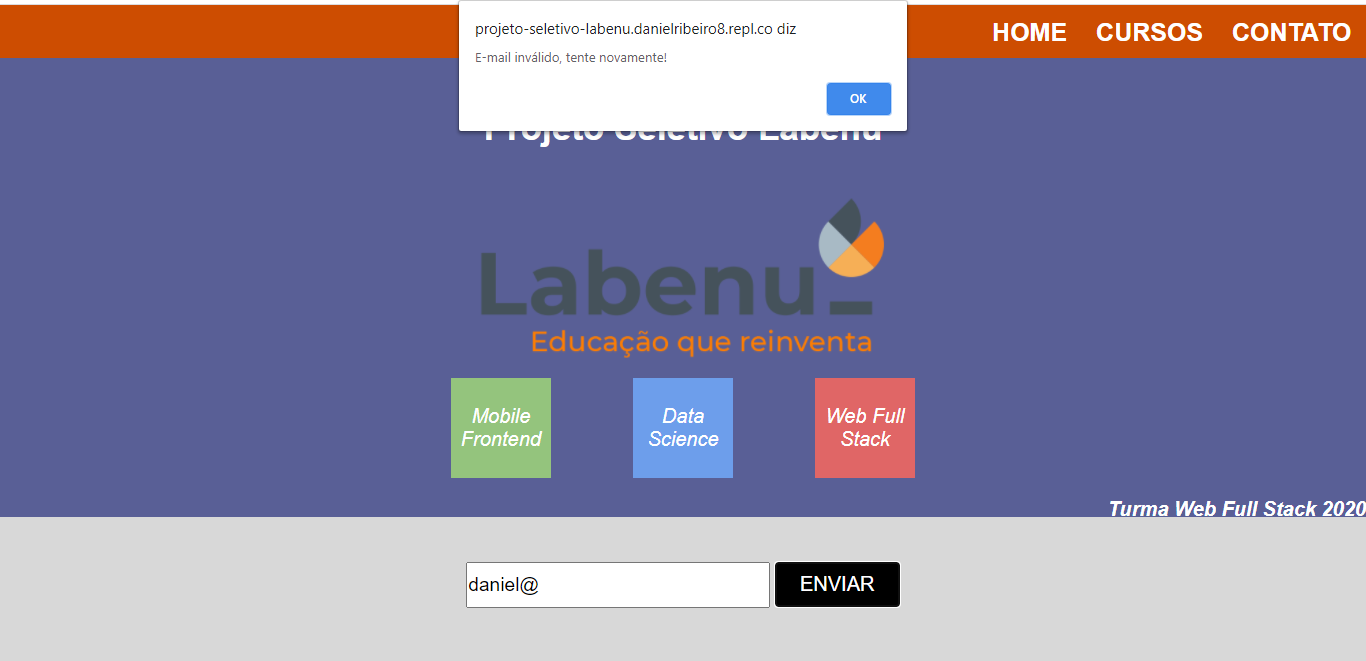 projeto-seletivo-labenu.danielribeiro8.repl.co diz
E-mail inválido, tente novamente!
OK
HOME CURSOS CONTATO
Projeto Seletivo Labenu
Labenu_
Educação que reinventa
Mobile
Frontend
Data
Science
Web Full
Stack
Turma Web Full Stack 2020
daniel@
ENVIAR